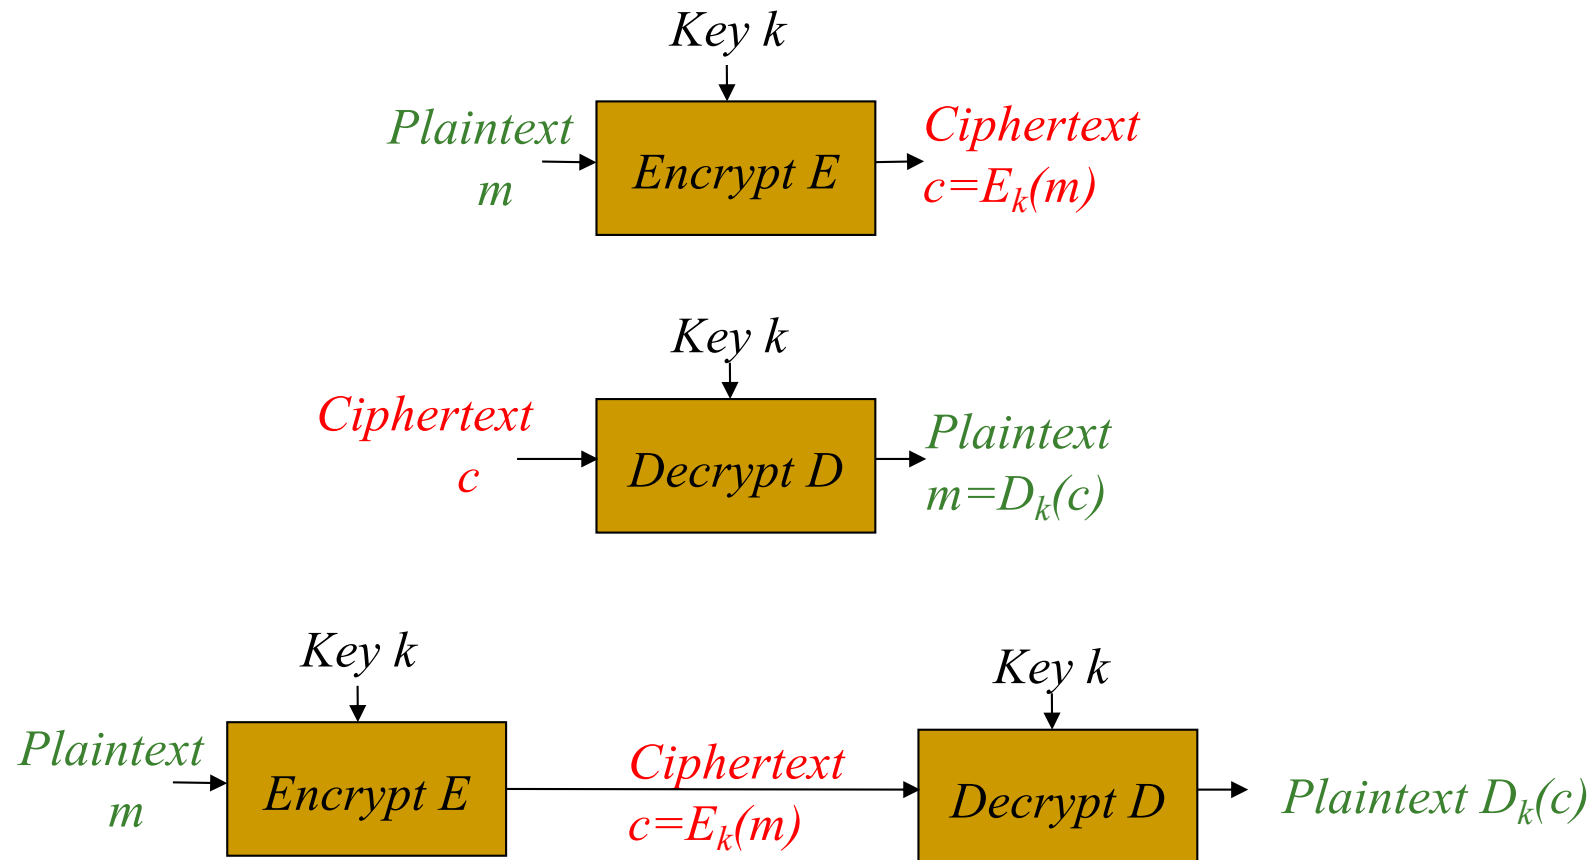 Key k
Plaintext
m
Encrypt E
Ciphertext
c=Eₖ(m)
Key k
Ciphertext
c
Decrypt D
Plaintext
m=Dₖ(c)
Key k
Plaintext
m
Encrypt E
Ciphertext
c=Eₖ(m)
Key k
Decrypt D
Plaintext Dₖ(c)